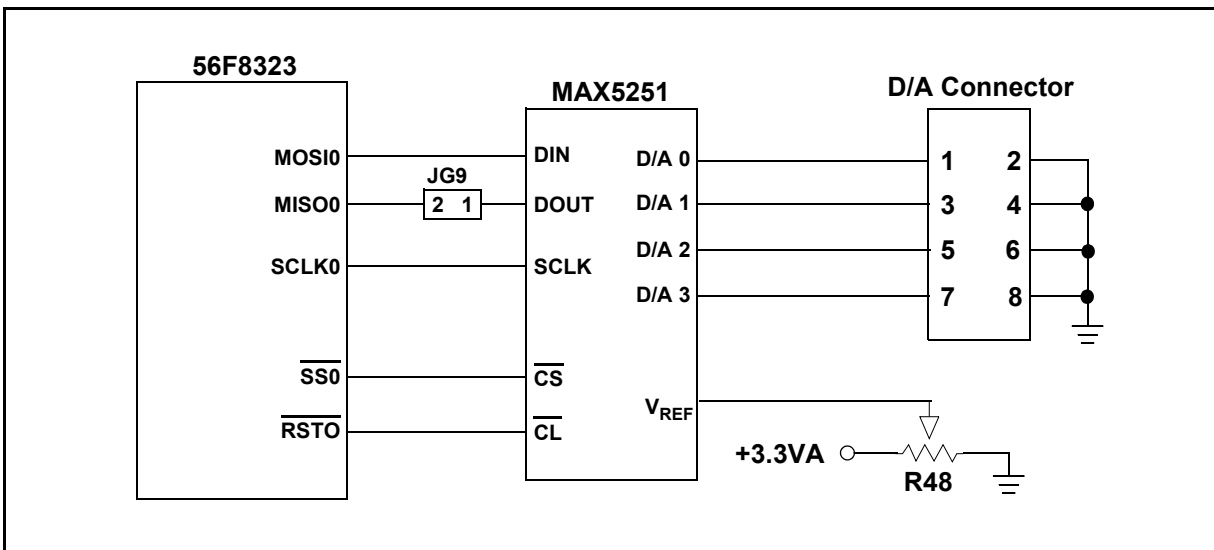 56F8323
MAX5251
D/A Connector
MOSI0
DIN
D/A 0
1 2
JG9
MISO0
2 1
DOUT
D/A 1
3 4
SCLK0
SCLK
D/A 2
5 6
D/A 3
7 8
SS0
CS
VREF
RSTO
CL
+3.3VA
R48